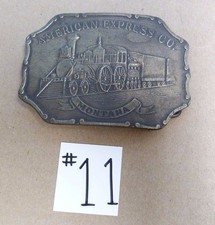 AMERICAN EXPRESS CO.
MONTANA
#11